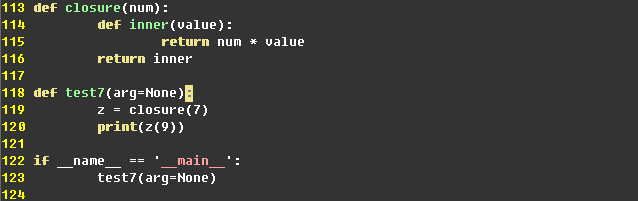 113 def closure(num):
114         def inner(value):
115                 return num * value
116         return inner
117
118 def test7(arg=None):
119         z = closure(7)
120         print(z(9))
121
122 if __name__ == '__main__':
123         test7(arg=None)
124